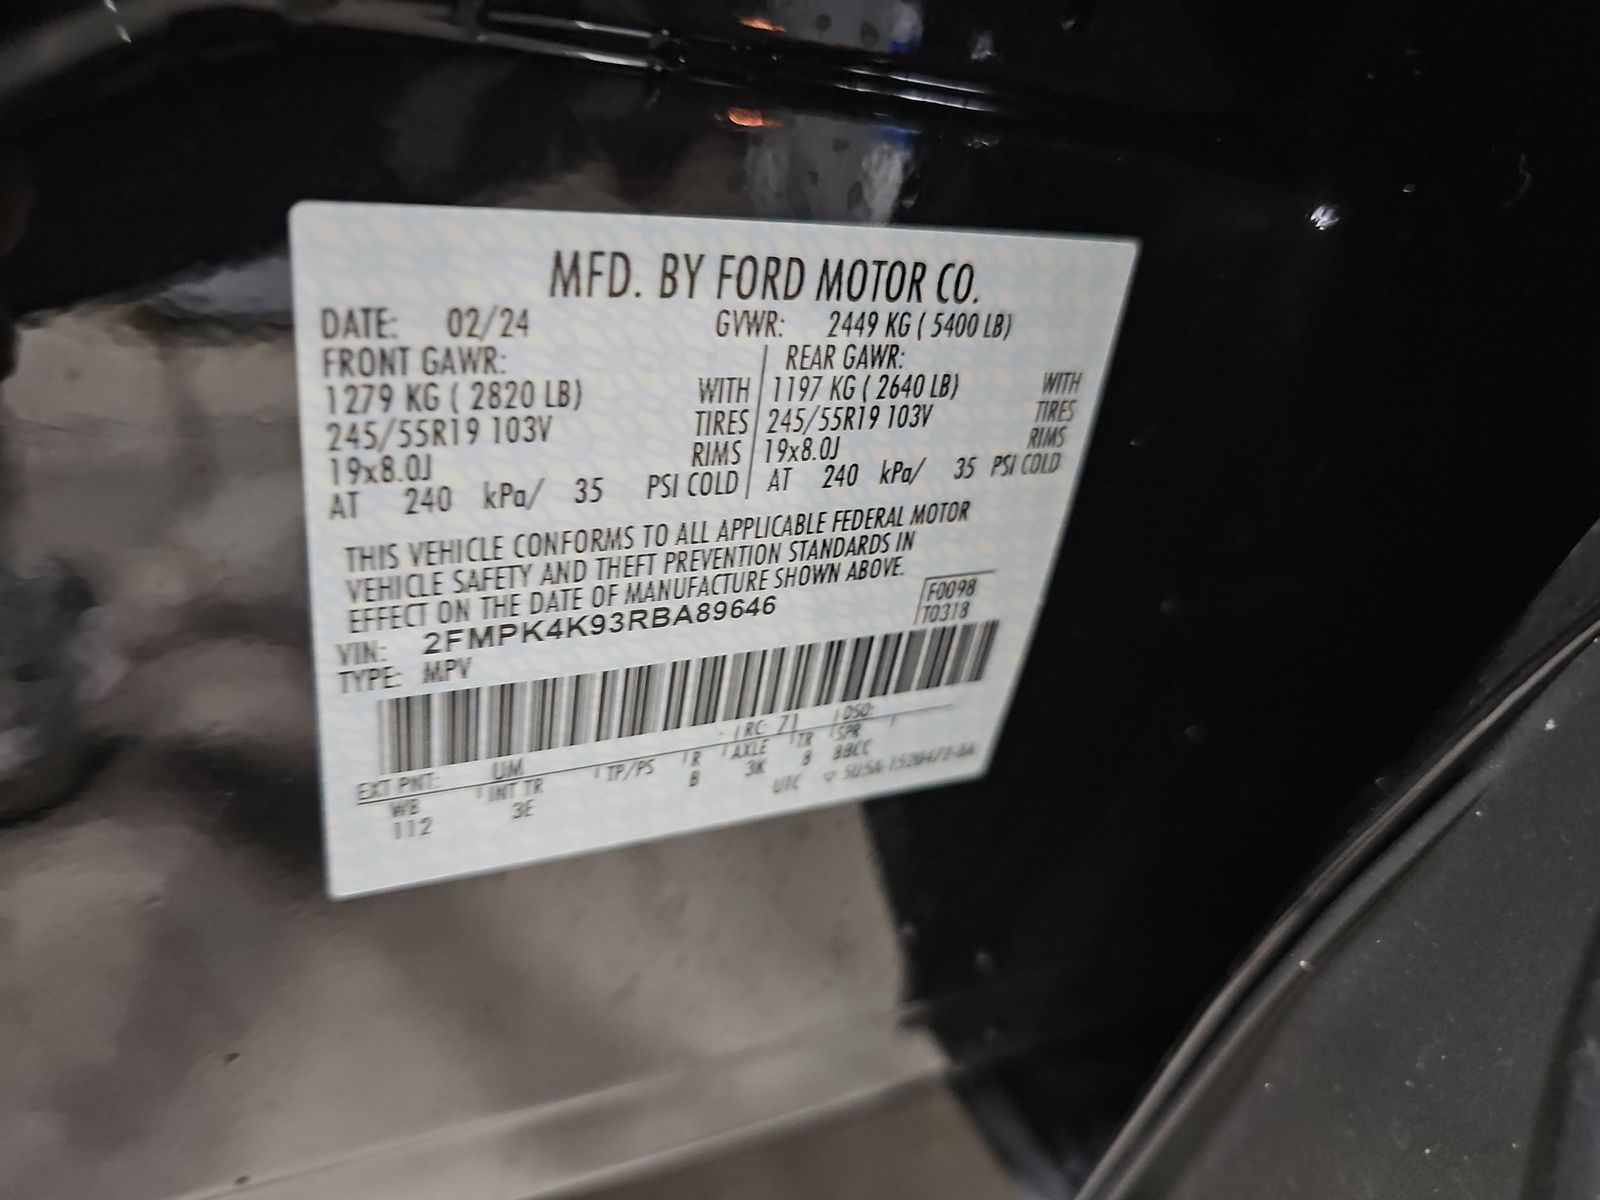 MFD. BY FORD MOTOR CO.
DATE: 02/24 GVWR: 2449 KG ( 5400 LB)
FRONT GAWR: REAR GAWR:
1279 KG ( 2820 LB) WITH 1197 KG ( 2640 LB) WITH
245/55R19 103V TIRES 245/55R19 103V TIRES
19x8.0J RIMS 19x8.0J RIMS
AT 240 kPa/ 35 PSI COLD AT 240 kPa/ 35 PSI COLD
THIS VEHICLE CONFORMS TO ALL APPLICABLE FEDERAL MOTOR
VEHICLE SAFETY AND THEFT PREVENTION STANDARDS IN
EFFECT ON THE DATE OF MANUFACTURE SHOWN ABOVE.
F0098
VIN: 2FMPK4K93RBA89646 T0318
TYPE: MPV
EXT PNT: UM RC: 71 DSO:
WB INT TR TP/PS R AXLE TR SPR
112 3E B 3K 8 BBCC
UTC